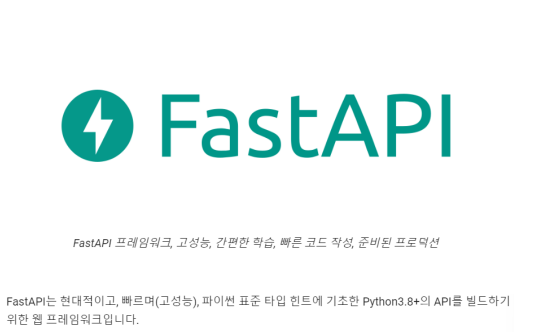 FastAPI
FastAPI 프레임워크, 고성능, 간편한 학습, 빠른 코드 작성, 준비된 프로덕션
FastAPI는 현대적이고, 빠르며(고성능), 파이썬 표준 타입 힌트에 기초한 Python3.8+의 API를 빌드하기
위한 웹 프레임워크입니다.